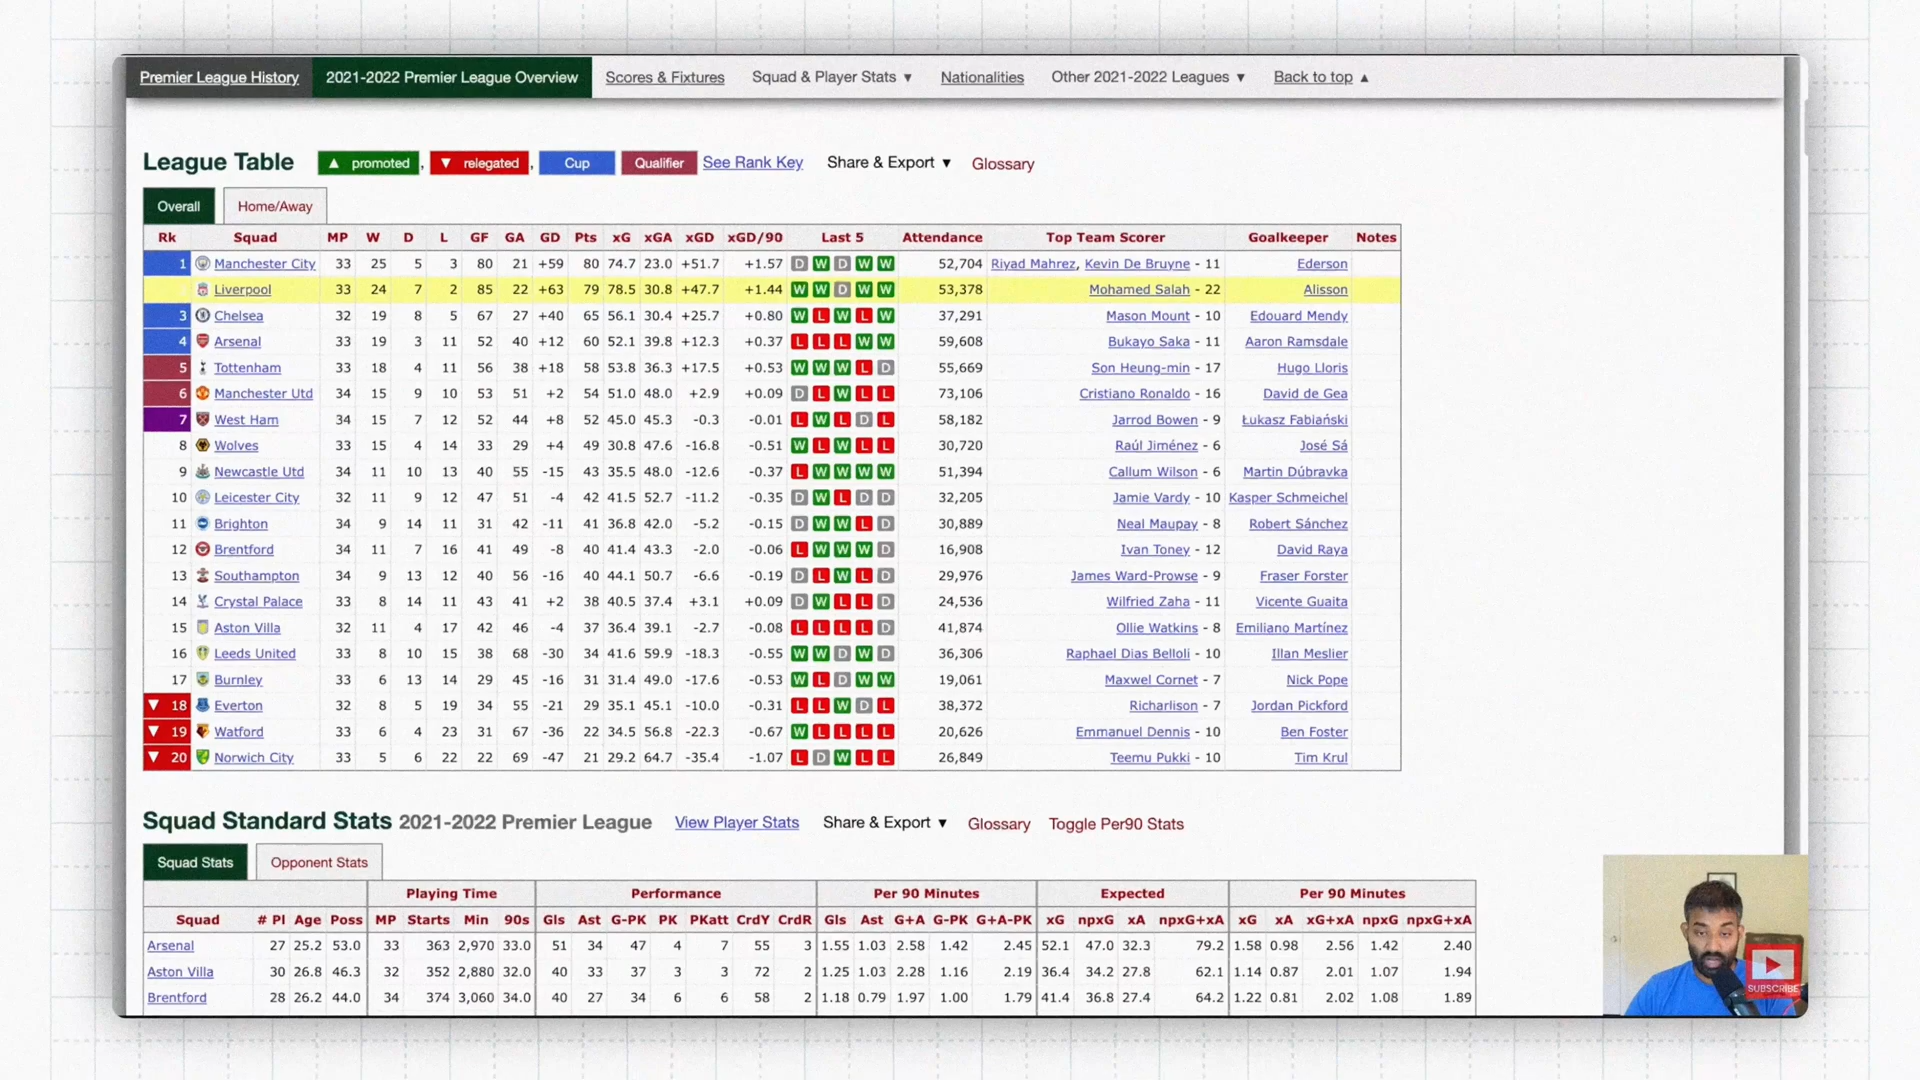 Premier League History 2021-2022 Premier League Overview Scores & Fixtures Squad & Player Stats ▼ Nationalities Other 2021-2022 Leagues ▼ Back to top ▲
League Table ▲ promoted , ▼ relegated , Cup Qualifier See Rank Key Share & Export ▼ Glossary
Overall Home/Away
Rk Squad MP W D L GF GA GD Pts xG xGA xGD xGD/90 Last 5 Attendance Top Team Scorer Goalkeeper Notes
1 Manchester City 33 25 5 3 80 21 +59 80 74.7 23.0 +51.7 +1.57 D W D W W 52,704 Riyad Mahrez, Kevin De Bruyne - 11 Ederson
Liverpool 33 24 7 2 85 22 +63 79 78.5 30.8 +47.7 +1.44 W W D W W 53,378 Mohamed Salah - 22 Alisson
3 Chelsea 32 19 8 5 67 27 +40 65 56.1 30.4 +25.7 +0.80 W L W L W 37,291 Mason Mount - 10 Edouard Mendy
4 Arsenal 33 19 3 11 52 40 +12 60 52.1 39.8 +12.3 +0.37 L L L W W 59,608 Bukayo Saka - 11 Aaron Ramsdale
5 Tottenham 33 18 4 11 56 38 +18 58 53.8 36.3 +17.5 +0.53 W W W L D 55,669 Son Heung-min - 17 Hugo Lloris
6 Manchester Utd 34 15 9 10 53 51 +2 54 51.0 48.0 +2.9 +0.09 D L W L L 73,106 Cristiano Ronaldo - 16 David de Gea
7 West Ham 34 15 7 12 52 44 +8 52 45.0 45.3 -0.3 -0.01 L W L D L 58,182 Jarrod Bowen - 9 Łukasz Fabiański
8 Wolves 33 15 4 14 33 29 +4 49 30.8 47.6 -16.8 -0.51 W L W L L 30,720 Raúl Jiménez - 6 José Sá
9 Newcastle Utd 34 11 10 13 40 55 -15 43 35.5 48.0 -12.6 -0.37 L W W W W 51,394 Callum Wilson - 6 Martin Dúbravka
10 Leicester City 32 11 9 12 47 51 -4 42 41.5 52.7 -11.2 -0.35 D W L D D 32,205 Jamie Vardy - 10 Kasper Schmeichel
11 Brighton 34 9 14 11 31 42 -11 41 36.8 42.0 -5.2 -0.15 D W W L D 30,889 Neal Maupay - 8 Robert Sánchez
12 Brentford 34 11 7 16 41 49 -8 40 41.4 43.3 -2.0 -0.06 L W W W D 16,908 Ivan Toney - 12 David Raya
13 Southampton 34 9 13 12 40 56 -16 40 44.1 50.7 -6.6 -0.19 D L W L D 29,976 James Ward-Prowse - 9 Fraser Forster
14 Crystal Palace 33 8 14 11 43 41 +2 38 40.5 37.4 +3.1 +0.09 D W L L D 24,536 Wilfried Zaha - 11 Vicente Guaita
15 Aston Villa 32 11 4 17 42 46 -4 37 36.4 39.1 -2.7 -0.08 L L L L D 41,874 Ollie Watkins - 8 Emiliano Martínez
16 Leeds United 33 8 10 15 38 68 -30 34 41.6 59.9 -18.3 -0.55 W W D W D 36,306 Raphael Dias Belloli - 10 Illan Meslier
17 Burnley 33 6 13 14 29 45 -16 31 31.4 49.0 -17.6 -0.53 W L D W W 19,061 Maxwel Cornet - 7 Nick Pope
▼ 18 Everton 32 8 5 19 34 55 -21 29 35.1 45.1 -10.0 -0.31 L L W D L 38,372 Richarlison - 7 Jordan Pickford
▼ 19 Watford 33 6 4 23 31 67 -36 22 34.5 56.8 -22.3 -0.67 W L L L L 20,626 Emmanuel Dennis - 10 Ben Foster
▼ 20 Norwich City 33 5 6 22 22 69 -47 21 29.2 64.7 -35.4 -1.07 L D W L L 26,849 Teemu Pukki - 10 Tim Krul
Squad Standard Stats 2021-2022 Premier League View Player Stats Share & Export ▼ Glossary Toggle Per90 Stats
Squad Stats Opponent Stats
Playing Time Performance Per 90 Minutes Expected Per 90 Minutes
Squad # Pl Age Poss MP Starts Min 90s Gls Ast G-PK PK PKatt CrdY CrdR Gls Ast G+A G-PK G+A-PK xG npxG xA npxG+xA xG xA xG+xA npxG npxG+xA
Arsenal 27 25.2 53.0 33 363 2,970 33.0 51 34 47 4 7 55 3 1.55 1.03 2.58 1.42 2.45 52.1 47.0 32.3 79.2 1.58 0.98 2.56 1.42 2.40
Aston Villa 30 26.8 46.3 32 352 2,880 32.0 40 33 37 3 3 72 2 1.25 1.03 2.28 1.16 2.19 36.4 34.2 27.8 62.1 1.14 0.87 2.01 1.07 1.94
Brentford 28 26.2 44.0 34 374 3,060 34.0 40 27 34 6 6 58 2 1.18 0.79 1.97 1.00 1.79 41.4 36.8 27.4 64.2 1.22 0.81 2.02 1.08 1.89
SUBSCRIBE